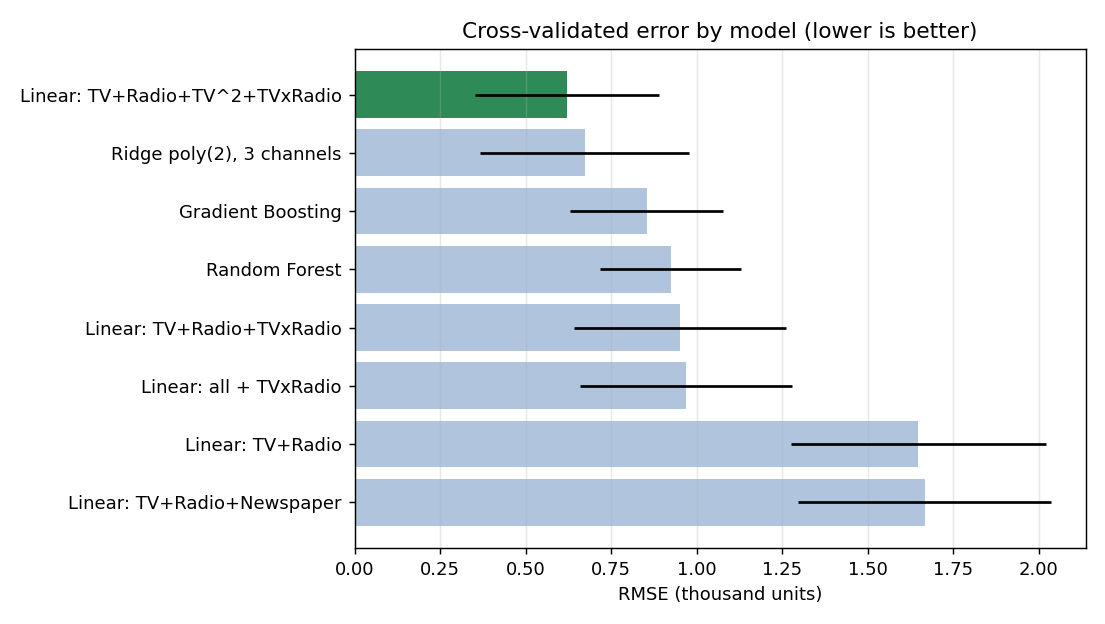 Cross-validated error by model (lower is better)
Linear: TV+Radio+TV^2+TVxRadio
Ridge poly(2), 3 channels
Gradient Boosting
Random Forest
Linear: TV+Radio+TVxRadio
Linear: all + TVxRadio
Linear: TV+Radio
Linear: TV+Radio+Newspaper
0.00 0.25 0.50 0.75 1.00 1.25 1.50 1.75 2.00
RMSE (thousand units)